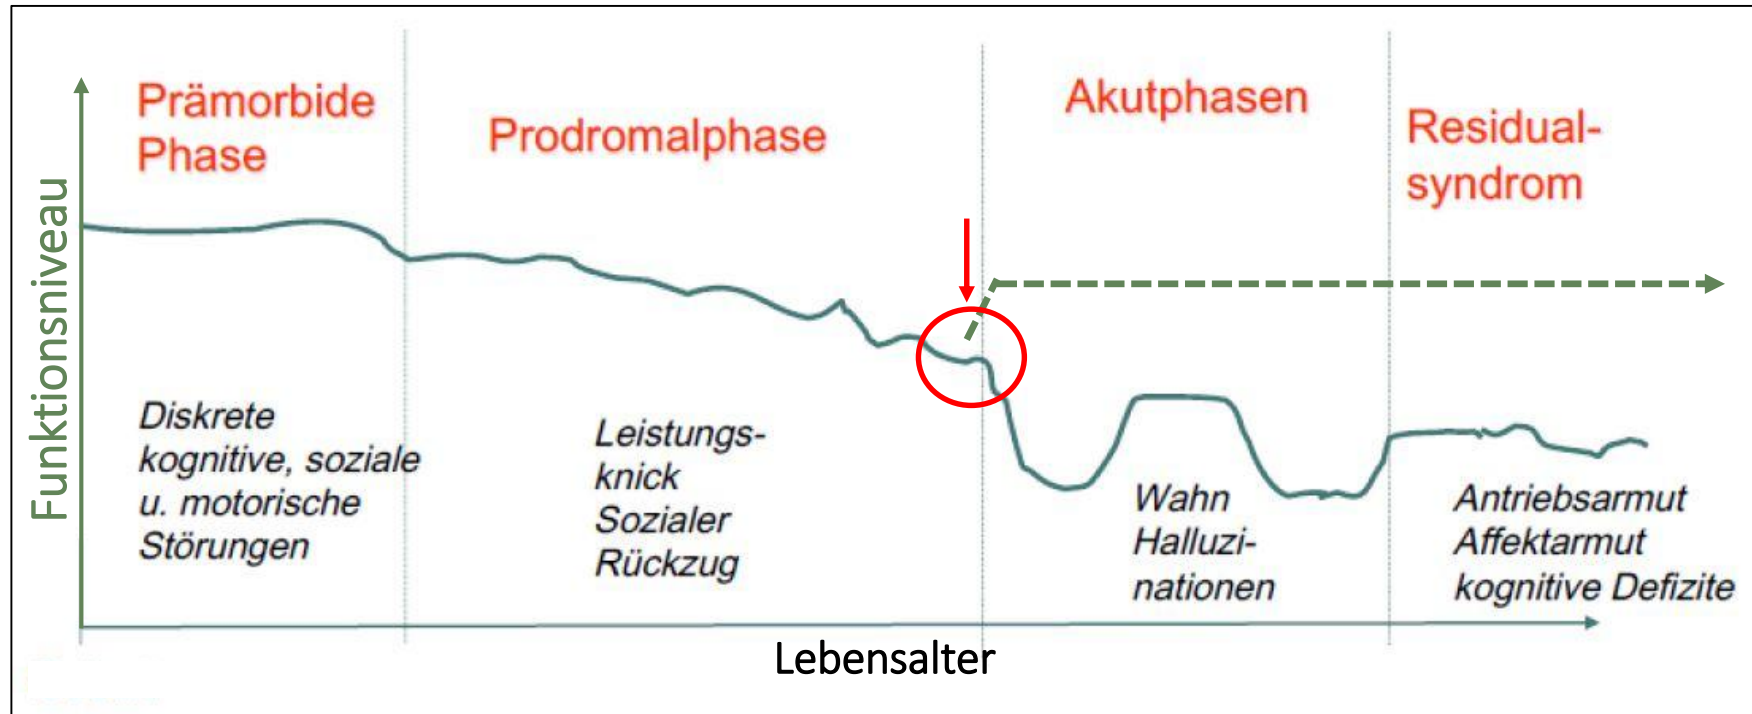 Prämorbide
Phase
Prodromalphase
Akutphasen
Residual-
syndrom
Funktionsniveau
Diskrete
kognitive, soziale
u. motorische
Störungen
Leistungs-
knick
Sozialer
Rückzug
Wahn
Halluzi-
nationen
Antriebsarmut
Affektarmut
kognitive Defizite
Lebensalter